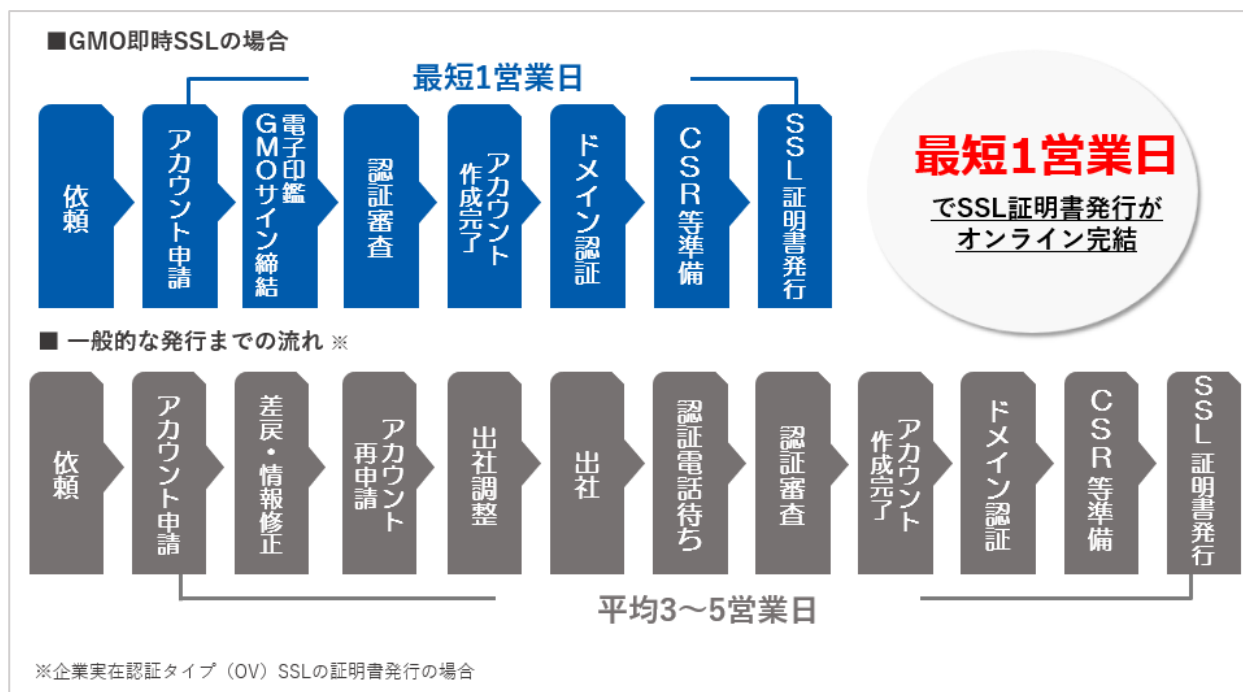 ■GMO即時SSLの場合
最短1営業日
依頼
アカウント申請
電子印鑑
GMOサイン締結
認証審査
アカウント
作成完了
ドメイン認証
CSR等準備
SSL証明書発行
最短1営業日
でSSL証明書発行が
オンライン完結
■ 一般的な発行までの流れ ※
依頼
アカウント申請
差戻・情報修正
アカウント
再申請
出社調整
出社
認証電話待ち
認証審査
アカウント
作成完了
ドメイン認証
CSR等準備
SSL証明書発行
平均3〜5営業日
※企業実在認証タイプ（OV）SSLの証明書発行の場合